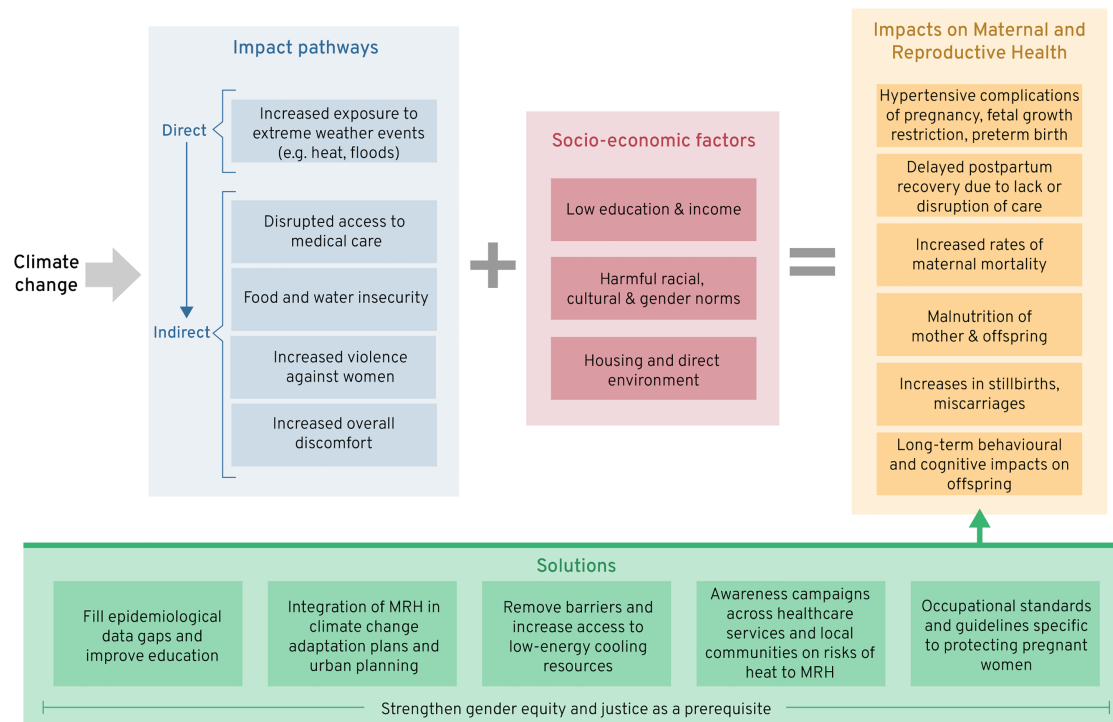 Climate
change
Impact pathways
Direct
Increased exposure to
extreme weather events
(e.g. heat, floods)
Indirect
Disrupted access to
medical care
Food and water insecurity
Increased violence
against women
Increased overall
discomfort
+
Socio-economic factors
Low education & income
Harmful racial,
cultural & gender norms
Housing and direct
environment
=
Impacts on Maternal and
Reproductive Health
Hypertensive complications
of pregnancy, fetal growth
restriction, preterm birth
Delayed postpartum
recovery due to lack or
disruption of care
Increased rates of
maternal mortality
Malnutrition of
mother & offspring
Increases in stillbirths,
miscarriages
Long-term behavioural
and cognitive impacts on
offspring
Solutions
Fill epidemiological
data gaps and
improve education
Integration of MRH in
climate change
adaptation plans and
urban planning
Remove barriers and
increase access to
low-energy cooling
resources
Awareness campaigns
across healthcare
services and local
communities on risks of
heat to MRH
Occupational standards
and guidelines specific
to protecting pregnant
women
Strengthen gender equity and justice as a prerequisite